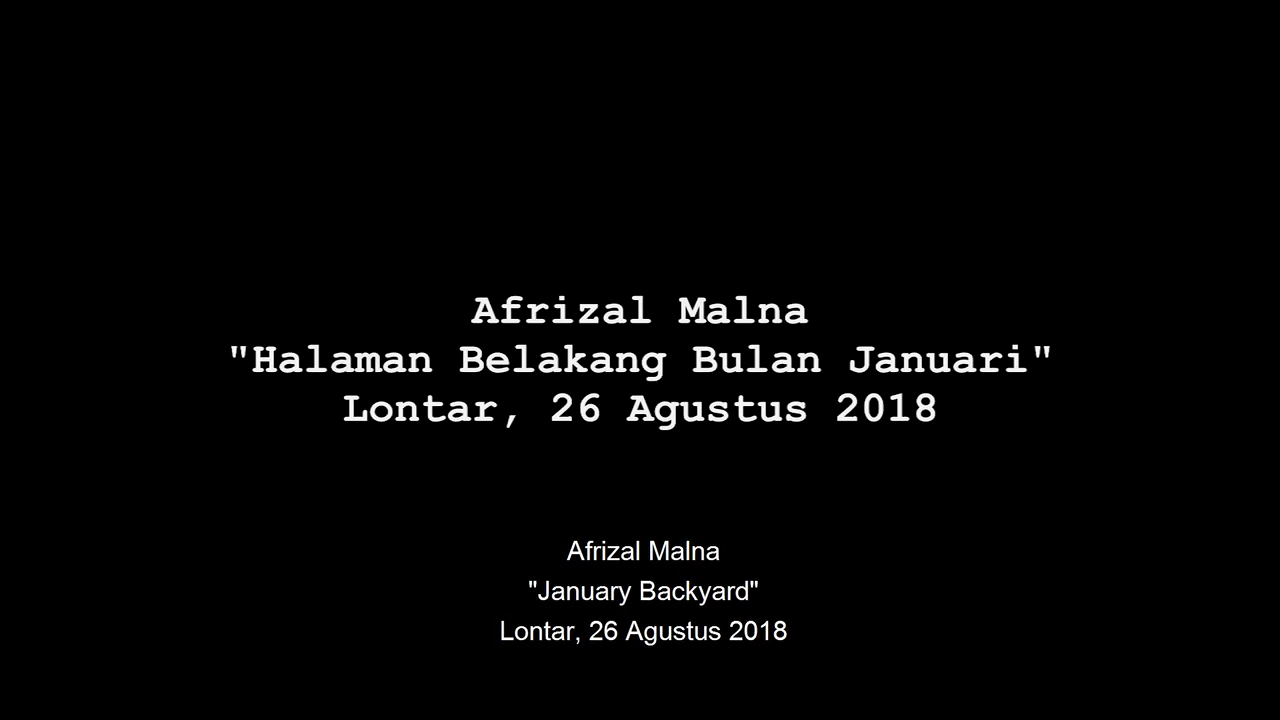 Afrizal Malna
"Halaman Belakang Bulan Januari"
Lontar, 26 Agustus 2018
Afrizal Malna
"January Backyard"
Lontar, 26 Agustus 2018